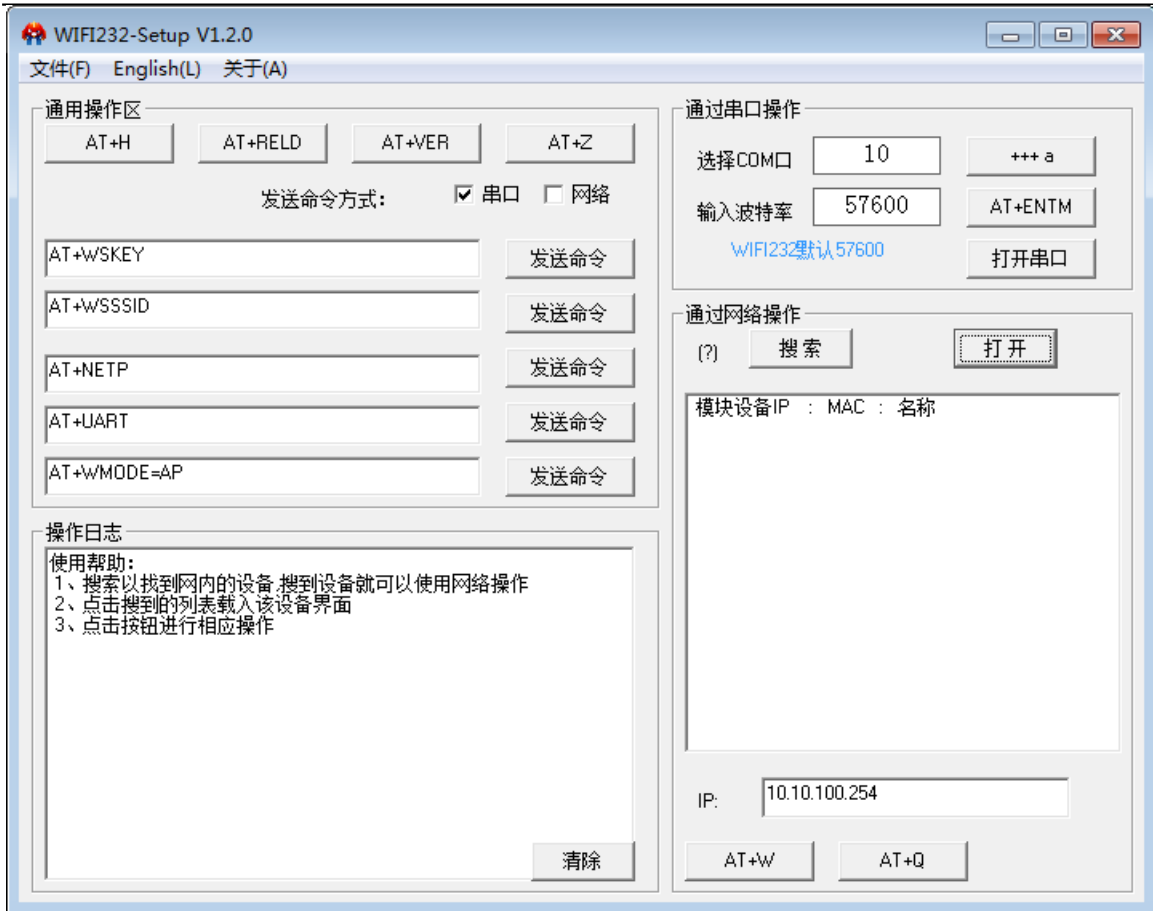 WIFI232-Setup V1.2.0
文件(F) English(L) 关于(A)
通用操作区
AT+H AT+RELD AT+VER AT+Z
发送命令方式： 串口 网络
AT+WSKEY 发送命令
AT+WSSSID 发送命令
AT+NETP 发送命令
AT+UART 发送命令
AT+WMODE=AP 发送命令
操作日志
使用帮助：
1、搜索以找到网内的设备,搜到设备就可以使用网络操作
2、点击搜到的列表载入该设备界面
3、点击按钮进行相应操作
清除
通过串口操作
选择COM口 10 +++ a
输入波特率 57600 AT+ENTM
WIFI232默认57600 打开串口
通过网络操作
(?) 搜索 打开
模块设备IP : MAC : 名称
IP: 10.10.100.254
AT+W AT+Q